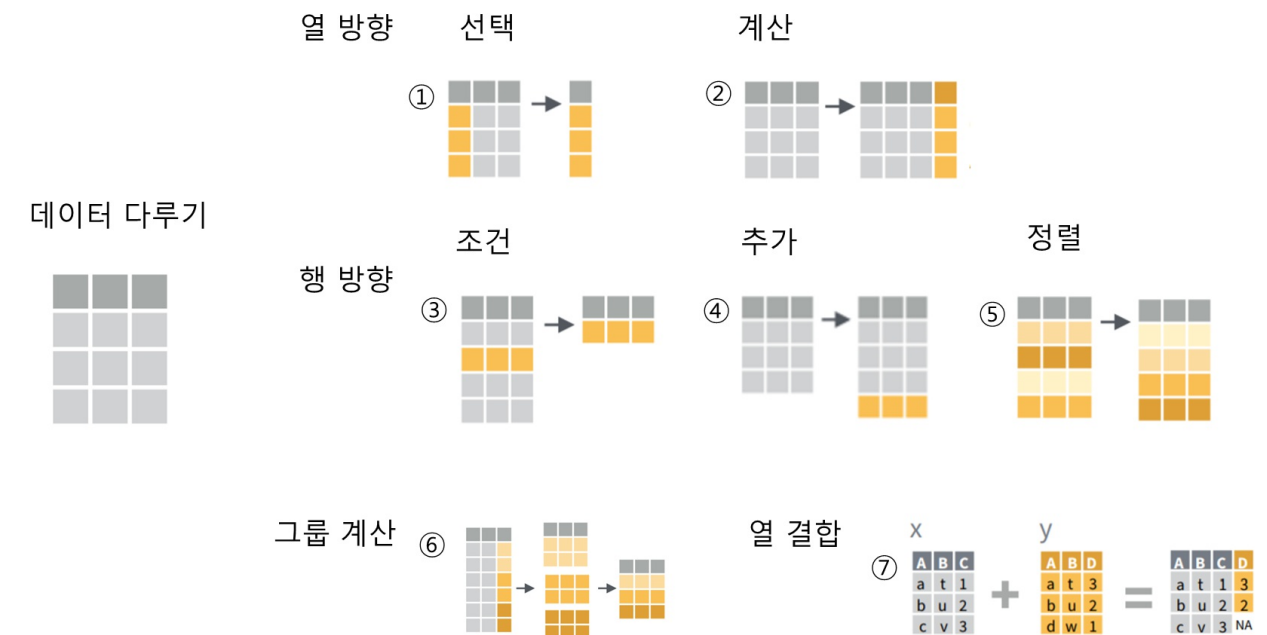 열 방향 선택 계산
① ②
데이터 다루기
조건 추가 정렬
행 방향
③ ④ ⑤
그룹 계산 ⑥
열 결합 x y
⑦
A B C A B D A B C D
a t 1 a t 3 a t 1 3
b u 2 + b u 2 = b u 2 2
c v 3 d w 1 c v 3 NA